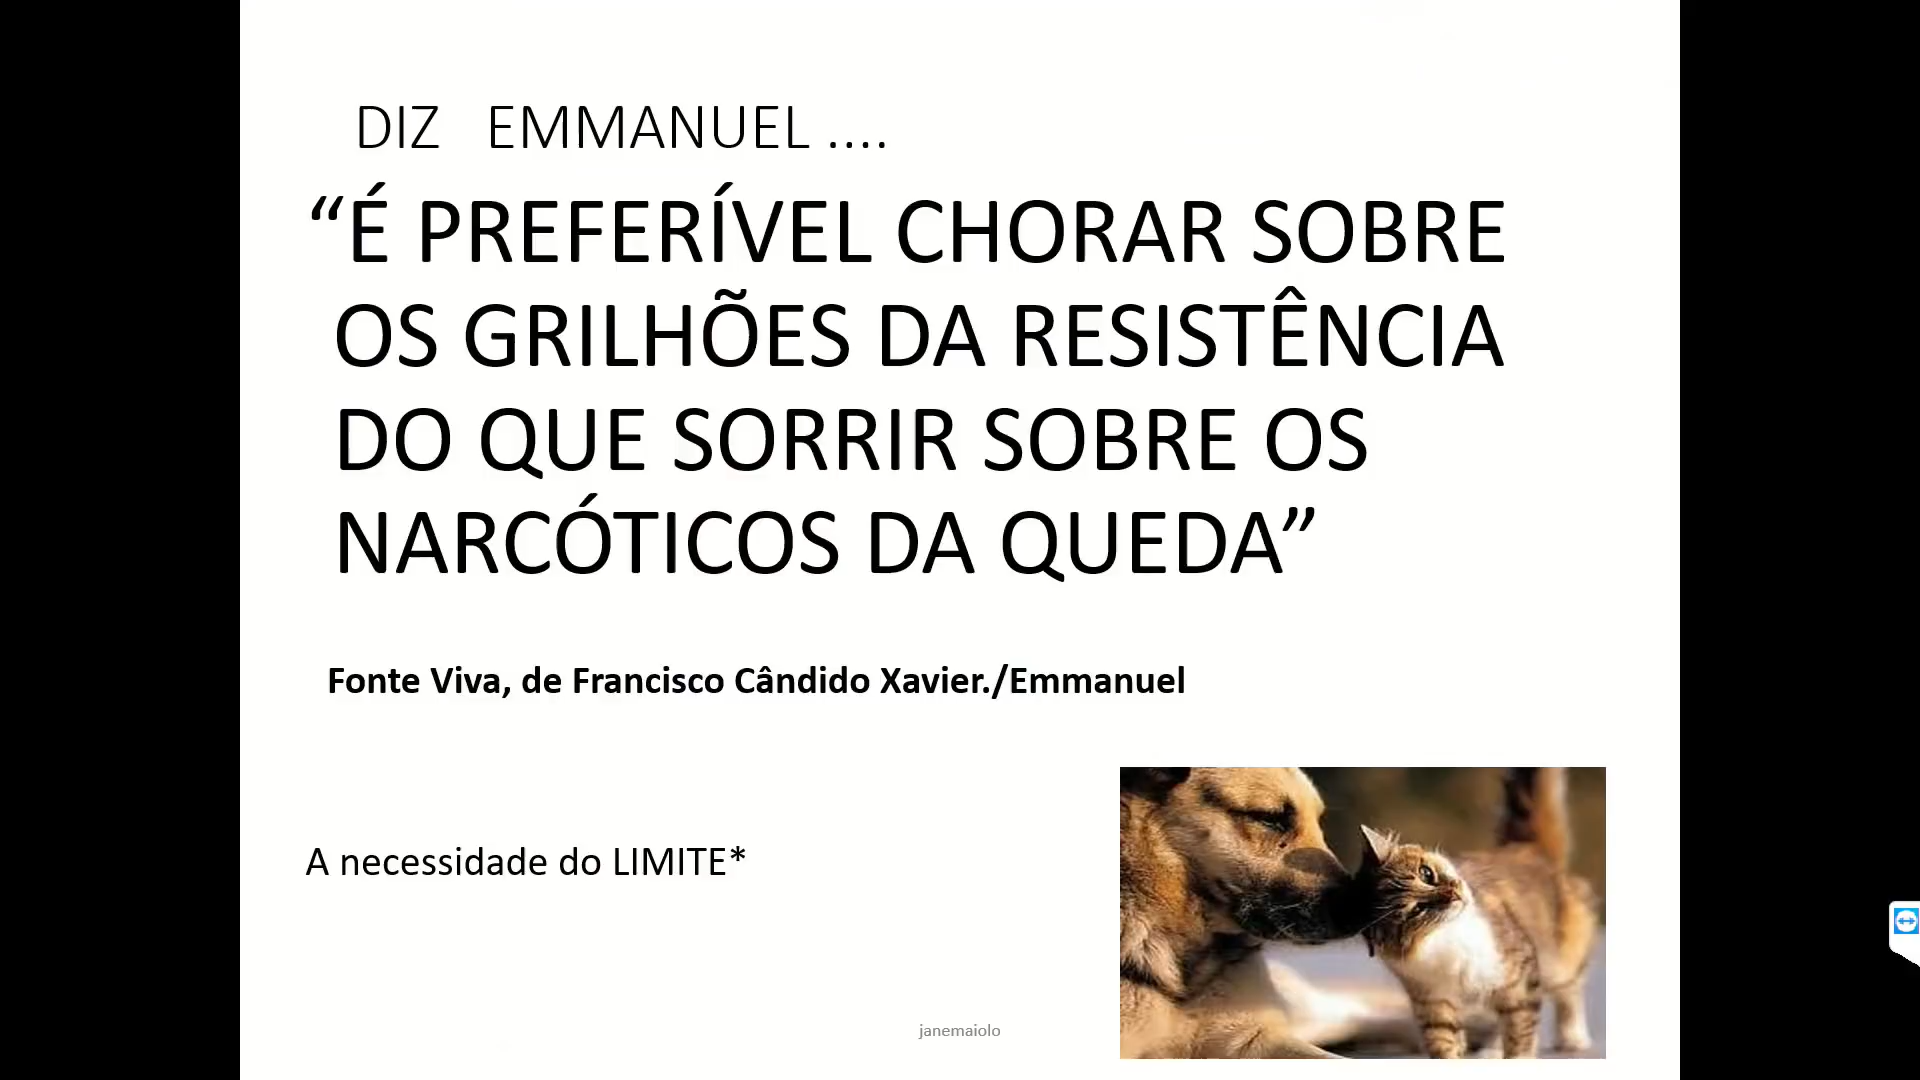 DIZ EMMANUEL ....
“É PREFERÍVEL CHORAR SOBRE
OS GRILHÕES DA RESISTÊNCIA
DO QUE SORRIR SOBRE OS
NARCÓTICOS DA QUEDA”
Fonte Viva, de Francisco Cândido Xavier./Emmanuel
A necessidade do LIMITE*
janemaiolo